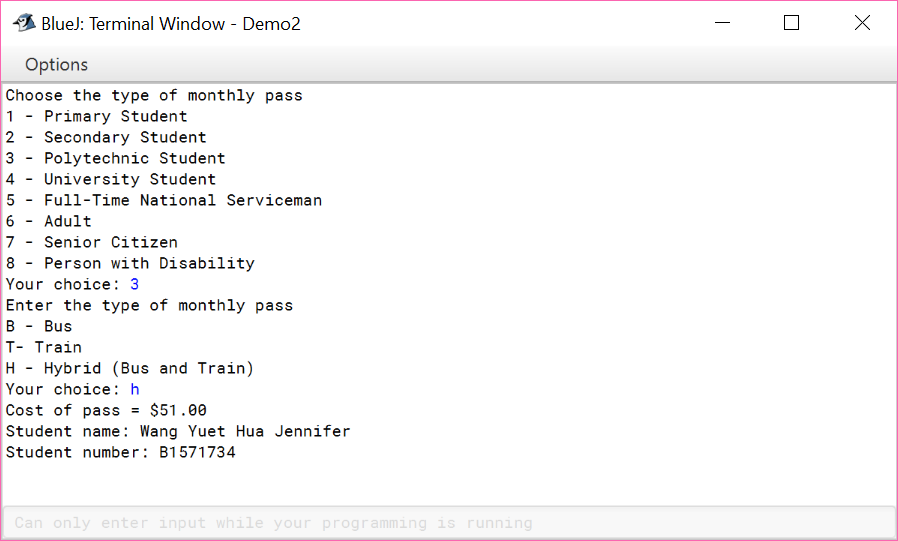 BlueJ: Terminal Window - Demo2
Options
Choose the type of monthly pass
1 - Primary Student
2 - Secondary Student
3 - Polytechnic Student
4 - University Student
5 - Full-Time National Serviceman
6 - Adult
7 - Senior Citizen
8 - Person with Disability
Your choice: 3
Enter the type of monthly pass
B - Bus
T- Train
H - Hybrid (Bus and Train)
Your choice: h
Cost of pass = $51.00
Student name: Wang Yuet Hua Jennifer
Student number: B1571734
Can only enter input while your programming is running